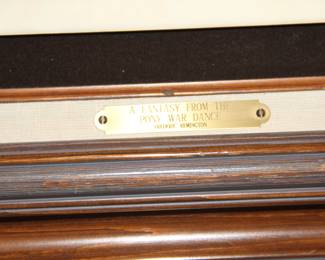 A FANTASY FROM THE
PONY WAR DANCE
FREDERIC REMINGTON